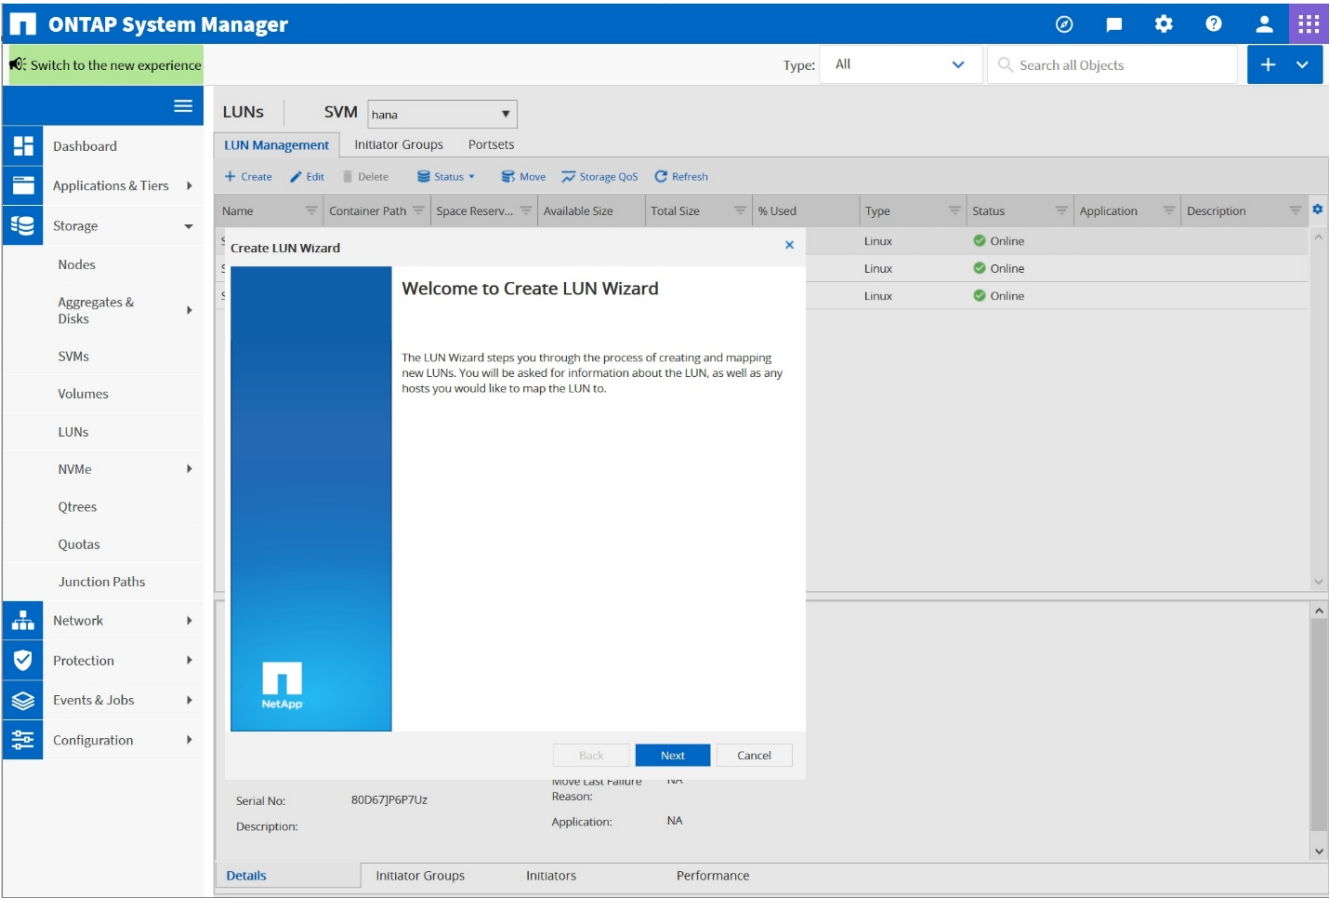 ONTAP System Manager
Switch to the new experience
Type: All
Search all Objects
LUNs SVM hana
LUN Management Initiator Groups Portsets
Create Edit Delete Status Move Storage QoS Refresh
Name Container Path Space Reserv... Available Size Total Size % Used Type Status Application Description
Linux Online
Linux Online
Linux Online
Dashboard
Applications & Tiers
Storage
Nodes
Aggregates &
Disks
SVMs
Volumes
LUNs
NVMe
Qtrees
Quotas
Junction Paths
Network
Protection
Events & Jobs
Configuration
Create LUN Wizard
Welcome to Create LUN Wizard
The LUN Wizard steps you through the process of creating and mapping
new LUNs. You will be asked for information about the LUN, as well as any
hosts you would like to map the LUN to.
NetApp
Back Next Cancel
Move Last Failure NA
Reason:
Serial No: 80D67]P6P7Uz
Application: NA
Description:
Details Initiator Groups Initiators Performance